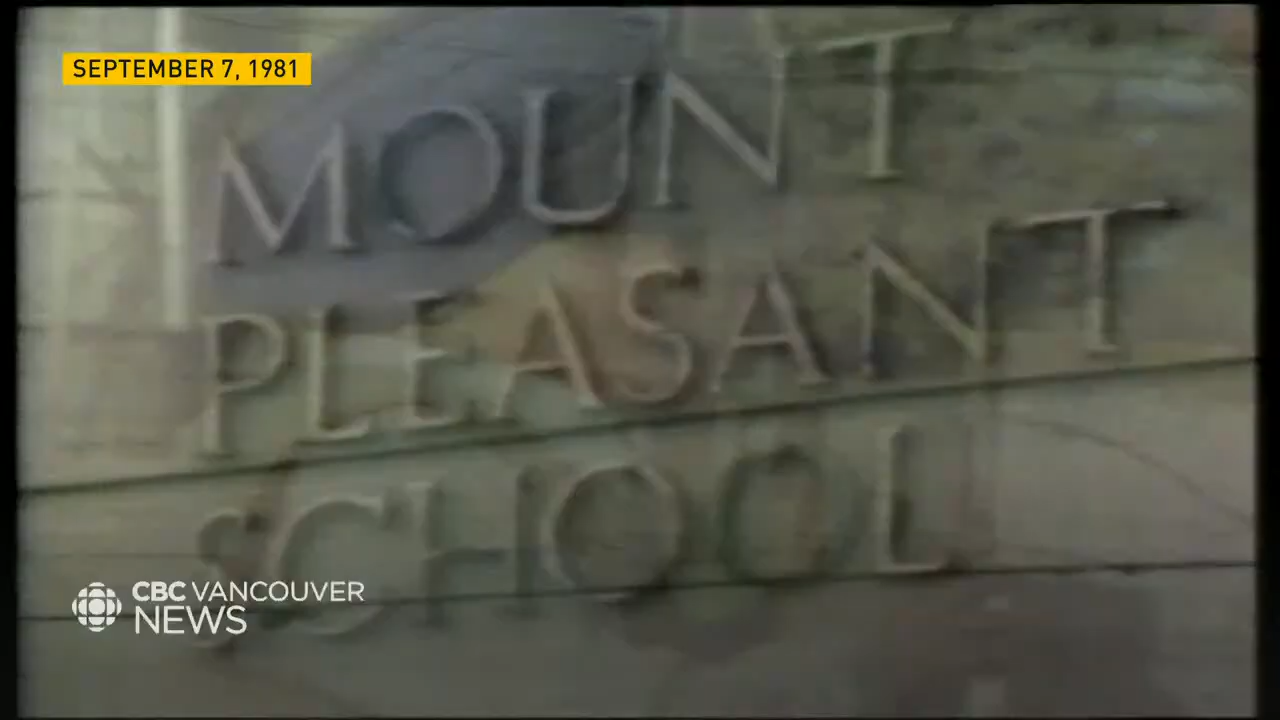 SEPTEMBER 7, 1981
MOUNT
PLEASANT
SCHOOL
CBC VANCOUVER
NEWS